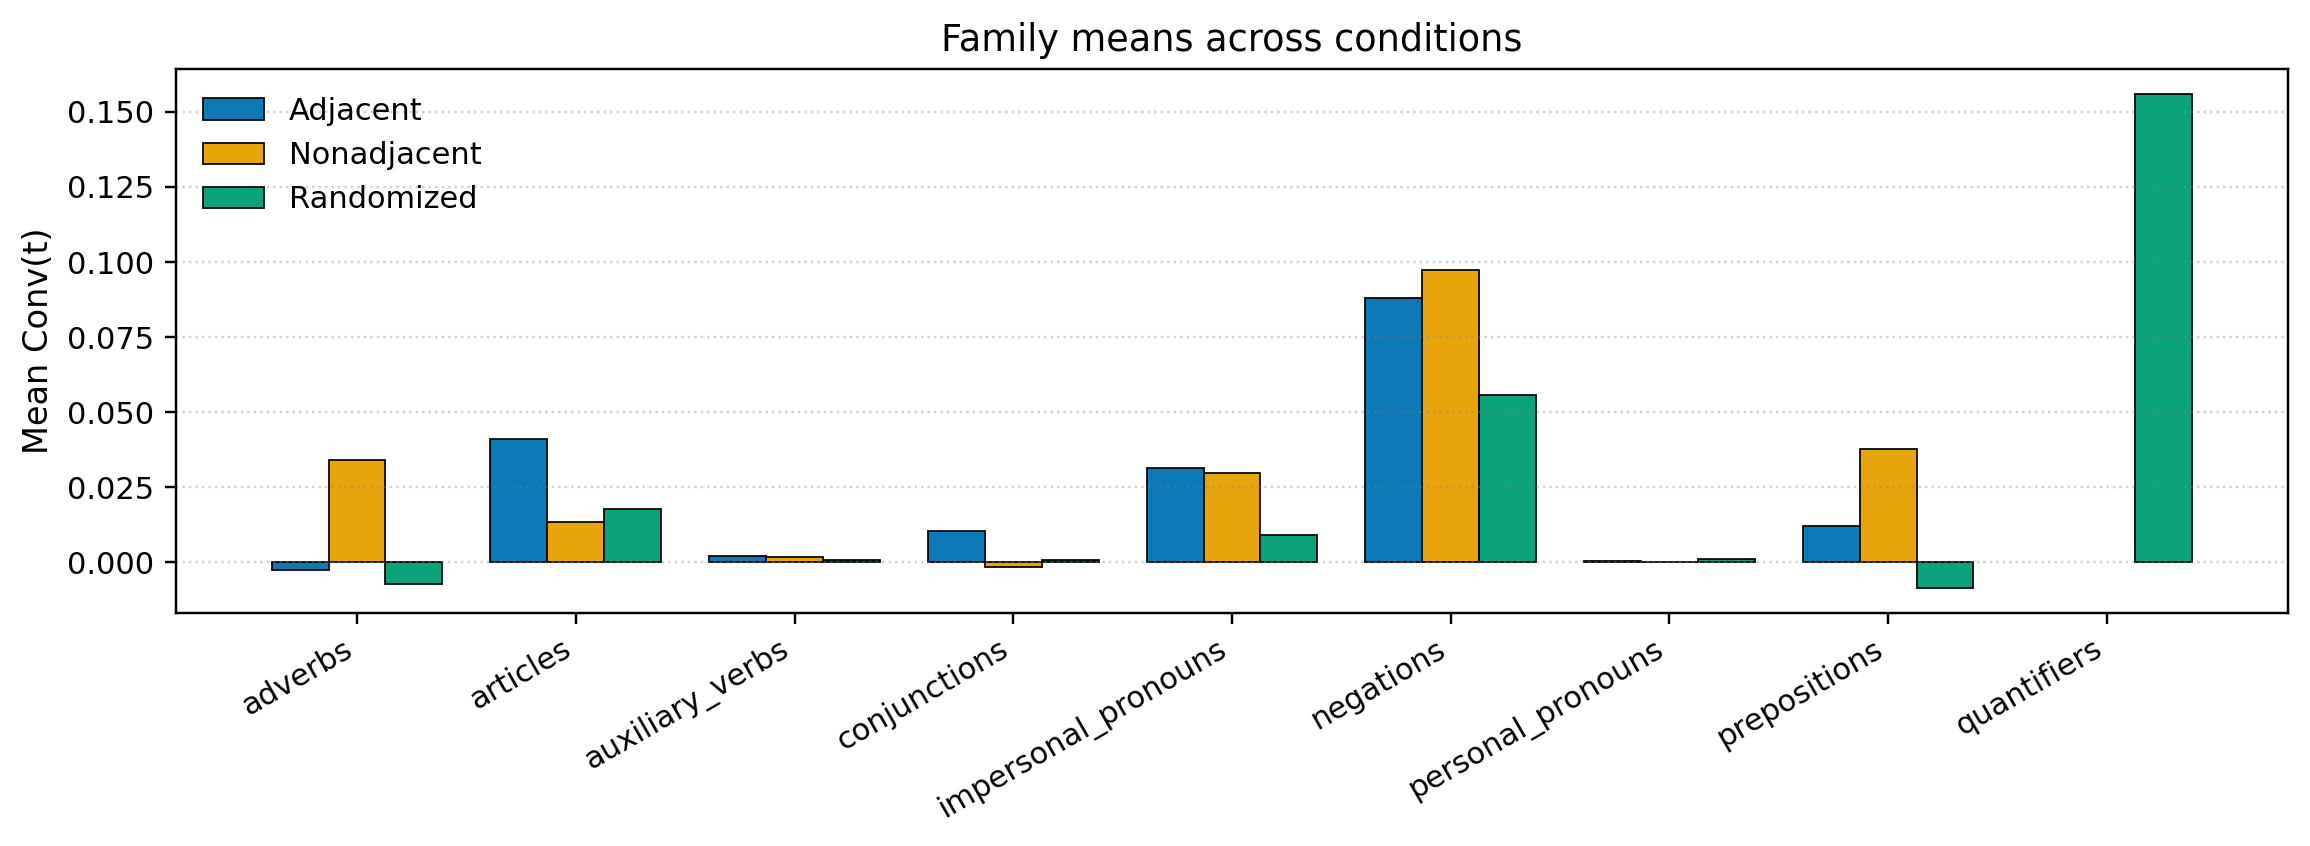 Family means across conditions
Mean Conv(t)
0.150
0.125
0.100
0.075
0.050
0.025
0.000
Adjacent
Nonadjacent
Randomized
adverbs
articles
auxiliary_verbs
conjunctions
impersonal_pronouns
negations
personal_pronouns
prepositions
quantifiers